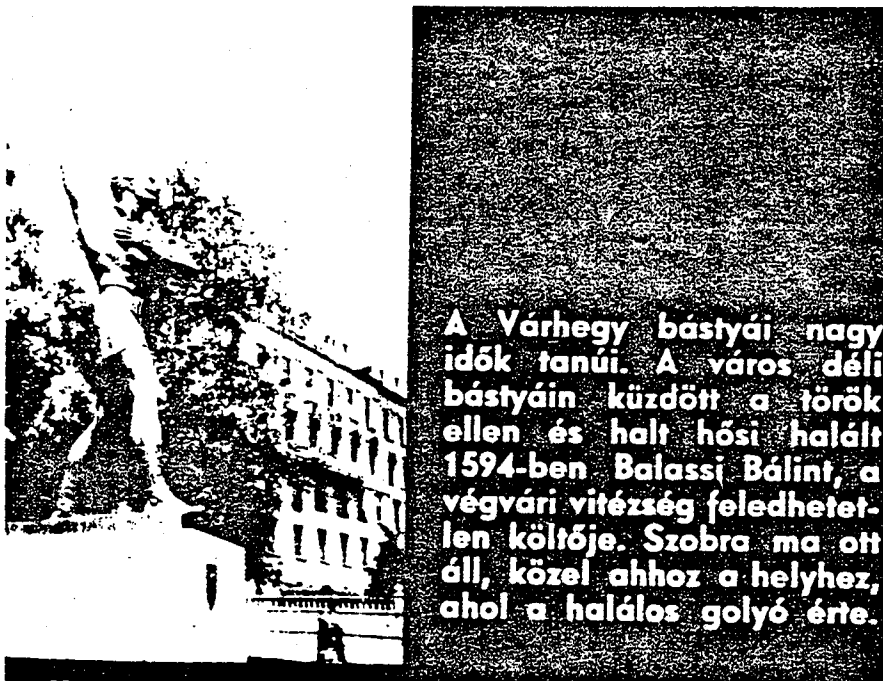 A Várhegy bástyái nagy
idők tanúi. A város déli
bástyáin küzdött a török
ellen és halt hősi halált
1594-ben Balassi Bálint, a
végvári vitézség feledhetet-
len költője. Szobra ma ott
áll, közel ahhoz a helyhez,
ahol a halálos golyó érte.